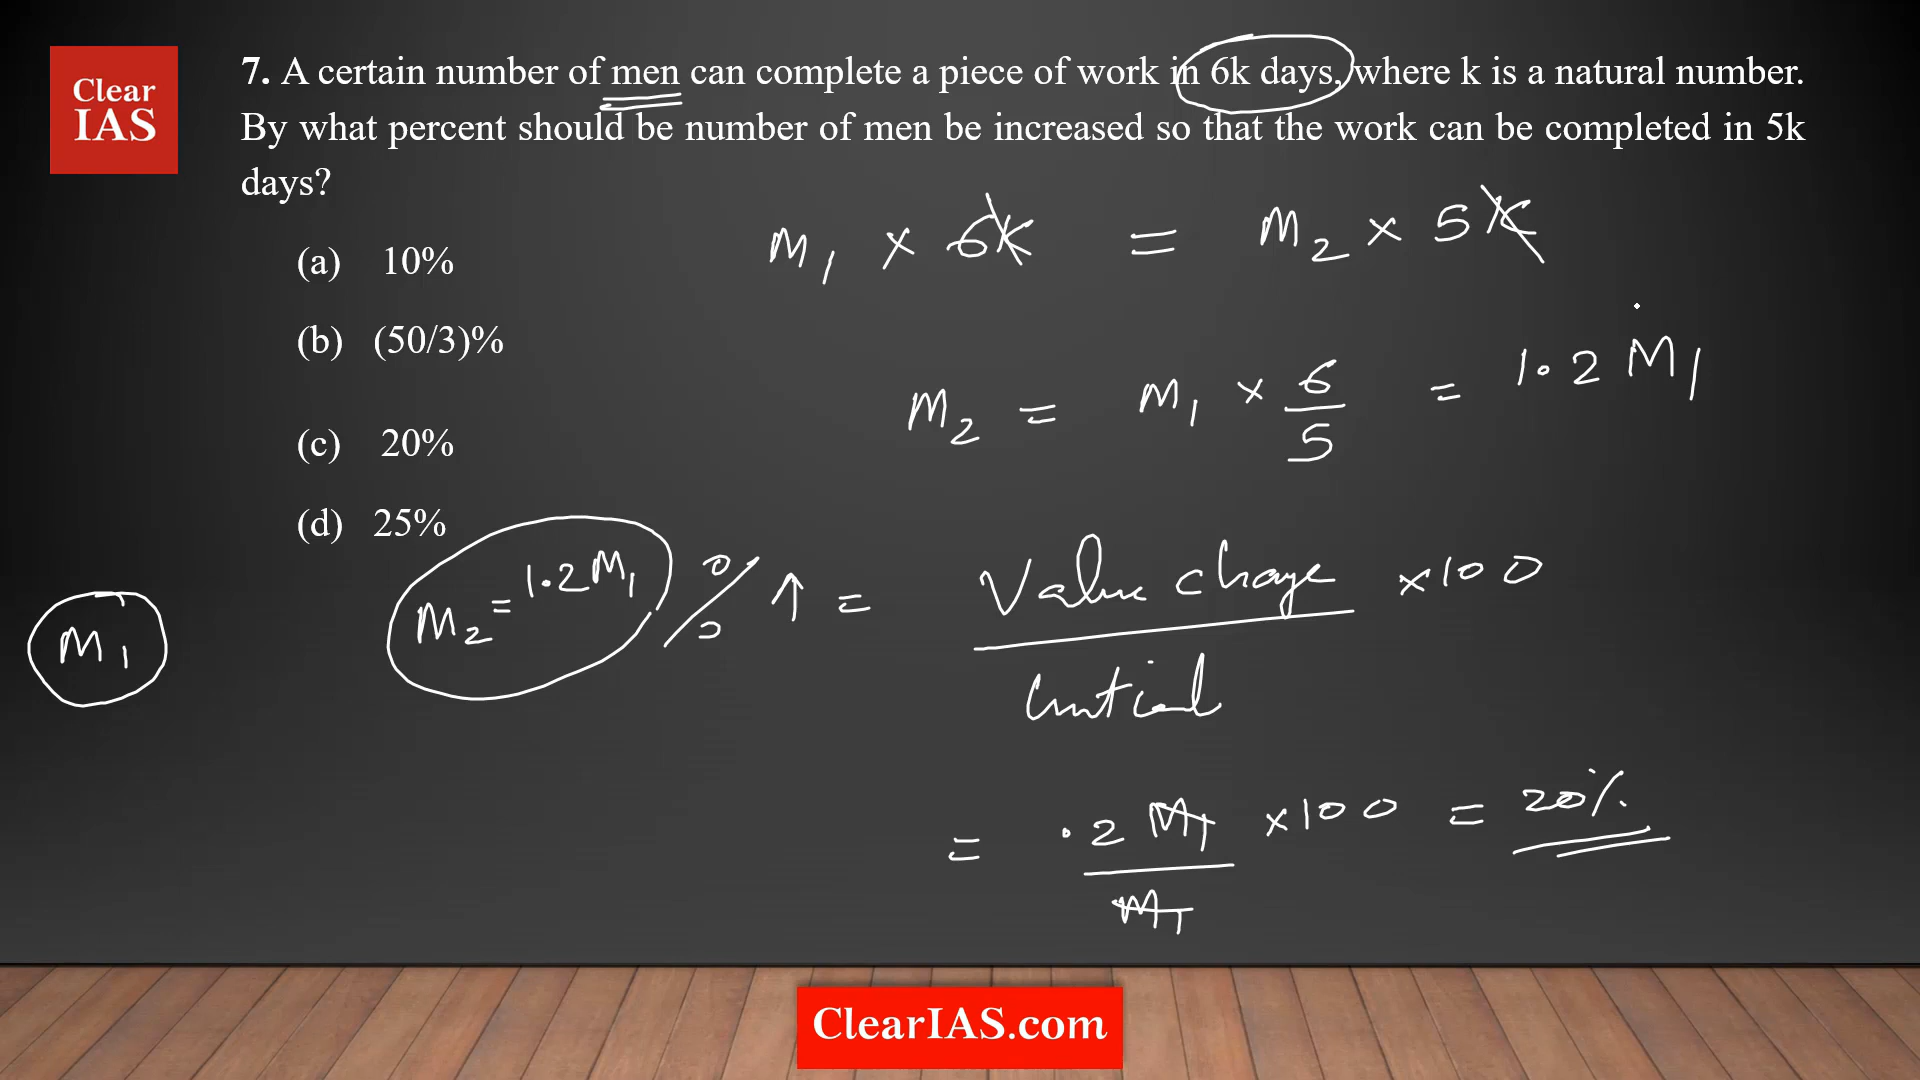 Clear
IAS
7. A certain number of men can complete a piece of work in 6k days, where k is a natural number.
By what percent should be number of men be increased so that the work can be completed in 5k
days?
(a) 10%
(b) (50/3)%
(c) 20%
(d) 25%
M₁ × 6k = M₂ × 5k
M₂ = M₁ × 6/5 = 1.2 M₁
M₁
M₂ = 1.2 M₁
% ↑ = Value change / Initial × 100
= .2 M₁ / M₁ × 100 = 20%
ClearIAS.com